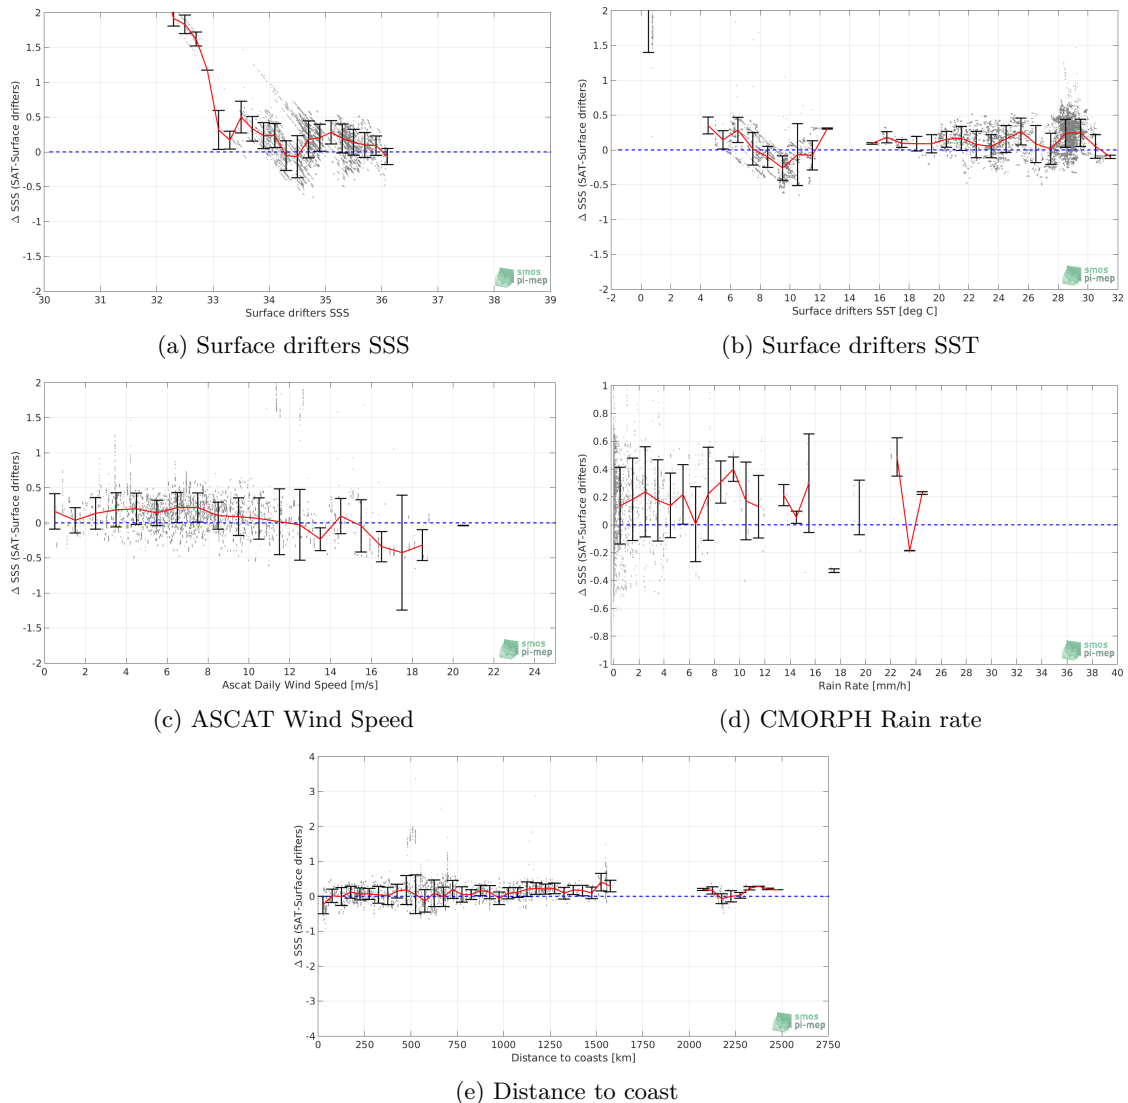 2
1.5
1
0.5
0
-0.5
-1
-1.5
-2
Δ SSS (SAT-Surface drifters)
30 31 32 33 34 35 36 37 38 39
Surface drifters SSS
smos
pi-mep
(a) Surface drifters SSS
2
1.5
1
0.5
0
-0.5
-1
-1.5
-2
Δ SSS (SAT-Surface drifters)
-2 0 2 4 6 8 10 12 14 16 18 20 22 24 26 28 30 32
Surface drifters SST [deg C]
smos
pi-mep
(b) Surface drifters SST
2
1.5
1
0.5
0
-0.5
-1
-1.5
-2
Δ SSS (SAT-Surface drifters)
0 2 4 6 8 10 12 14 16 18 20 22 24
Ascat Daily Wind Speed [m/s]
smos
pi-mep
(c) ASCAT Wind Speed
1
0.8
0.6
0.4
0.2
0
-0.2
-0.4
-0.6
-0.8
-1
Δ SSS (SAT-Surface drifters)
0 2 4 6 8 10 12 14 16 18 20 22 24 26 28 30 32 34 36 38 40
Rain Rate [mm/h]
smos
pi-mep
(d) CMORPH Rain rate
4
3
2
1
0
-1
-2
-3
-4
Δ SSS (SAT-Surface drifters)
0 250 500 750 1000 1250 1500 1750 2000 2250 2500 2750
Distance to coasts [km]
smos
pi-mep
(e) Distance to coast